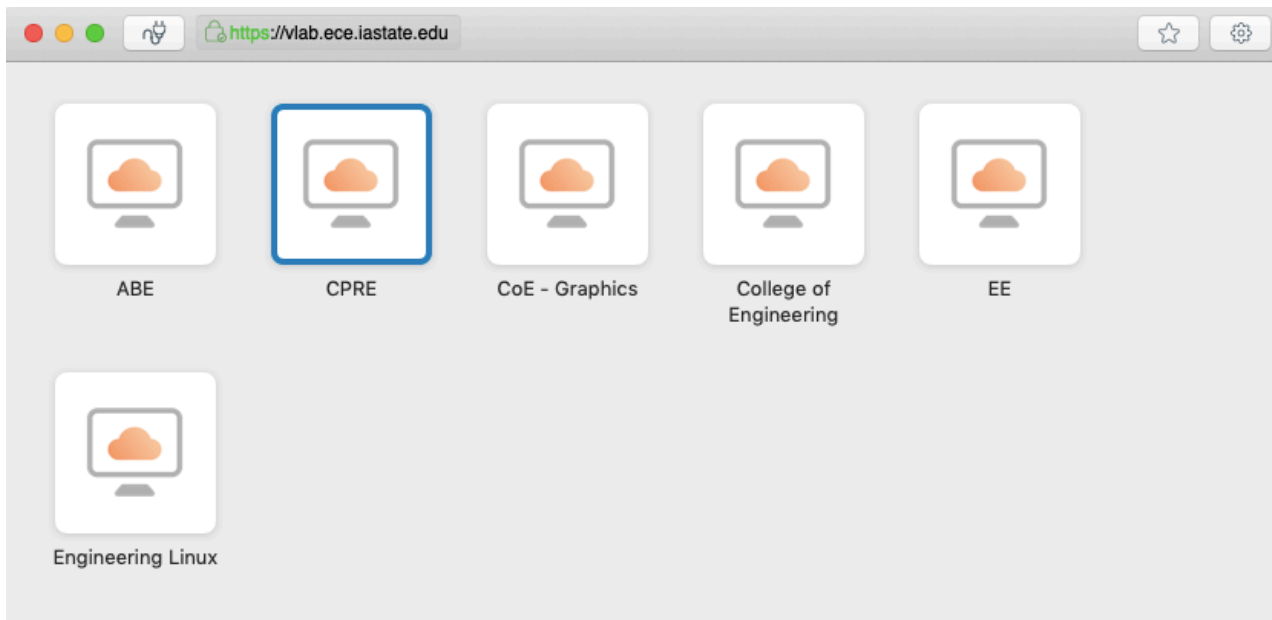 https://vlab.ece.iastate.edu
ABE
CPRE
CoE - Graphics
College of
Engineering
EE
Engineering Linux